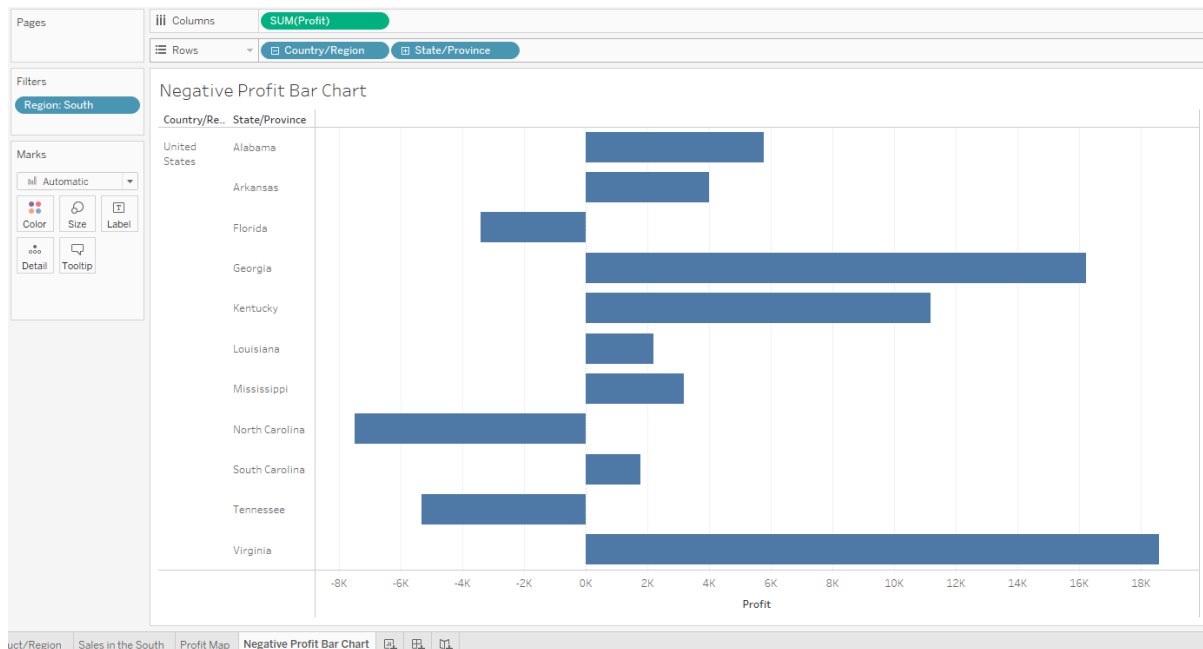 Pages
Columns
SUM(Profit)
Rows
Country/Region
State/Province
Filters
Region: South
Marks
Automatic
Color
Size
Label
Detail
Tooltip
Negative Profit Bar Chart
Country/Re.. State/Province
United
States
Alabama
Arkansas
Florida
Georgia
Kentucky
Louisiana
Mississippi
North Carolina
South Carolina
Tennessee
Virginia
-8K -6K -4K -2K 0K 2K 4K 6K 8K 10K 12K 14K 16K 18K
Profit
uct/Region Sales in the South Profit Map Negative Profit Bar Chart